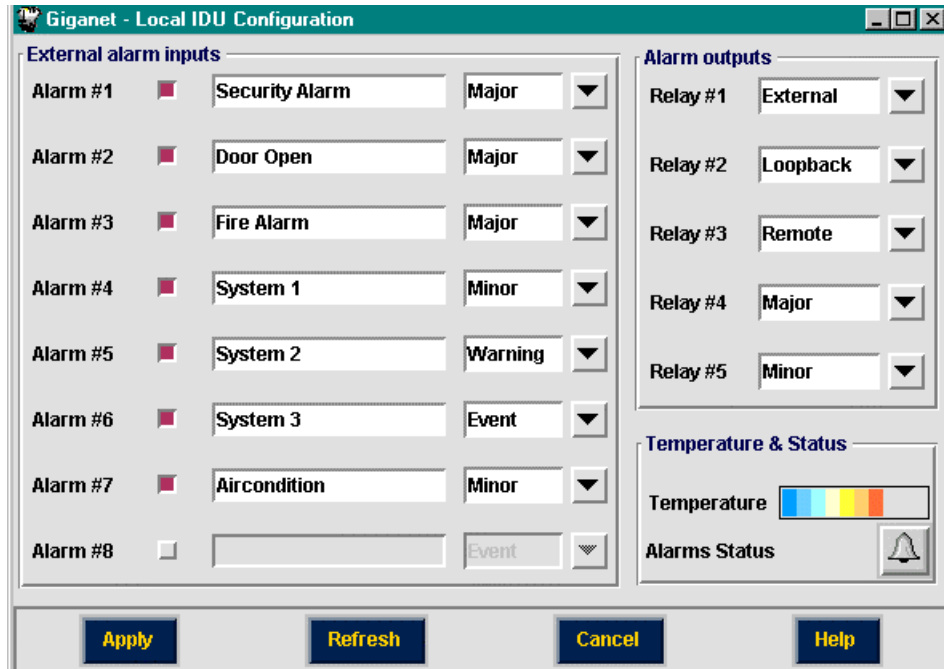 Giganet - Local IDU Configuration
External alarm inputs
Alarm #1 Security Alarm Major
Alarm #2 Door Open Major
Alarm #3 Fire Alarm Major
Alarm #4 System 1 Minor
Alarm #5 System 2 Warning
Alarm #6 System 3 Event
Alarm #7 Aircondition Minor
Alarm #8 Event
Alarm outputs
Relay #1 External
Relay #2 Loopback
Relay #3 Remote
Relay #4 Major
Relay #5 Minor
Temperature & Status
Temperature
Alarms Status
Apply Refresh Cancel Help